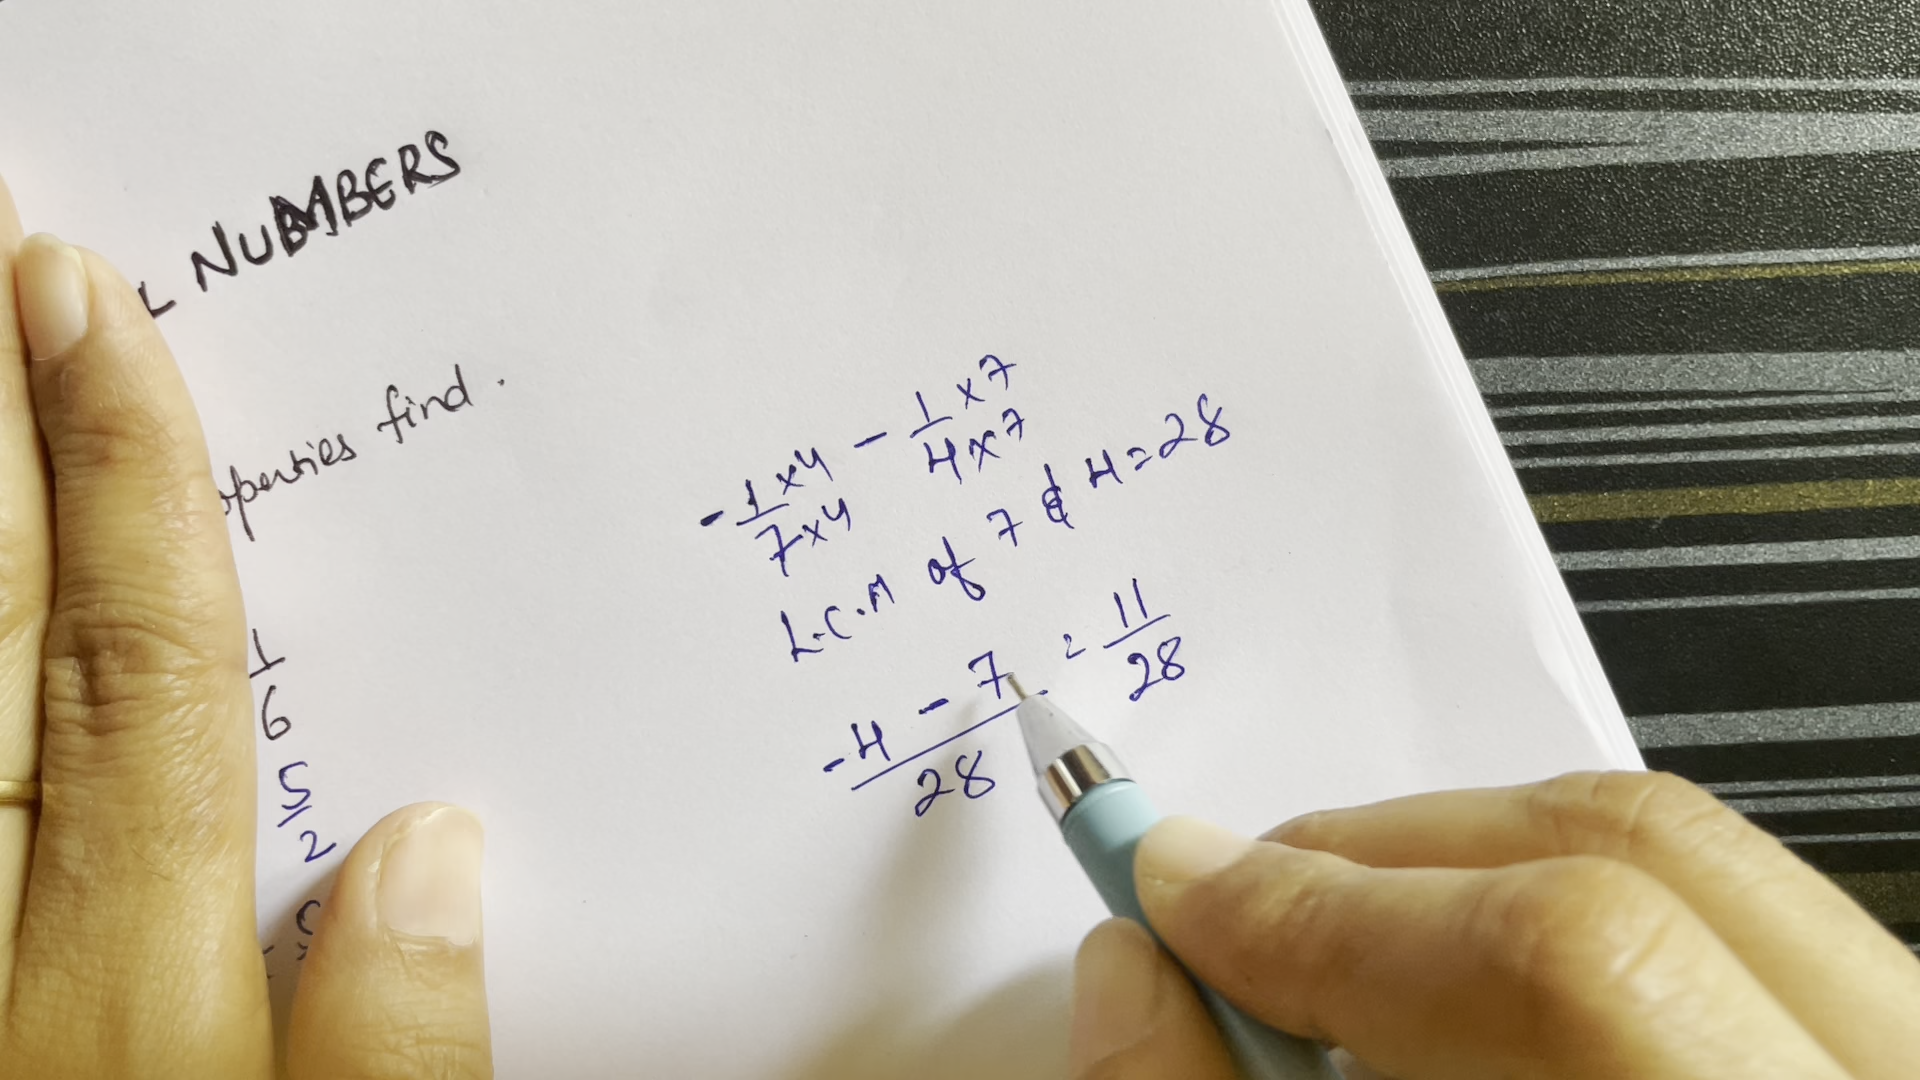 L NUMBERS
operties find.
1
6
5
2
- 1 x 4 / 7 x 4 - 1 x 7 / 4 x 7
L.C.M of 7 & 4 = 28
- 4 - 7 / 28 = 11 / 28